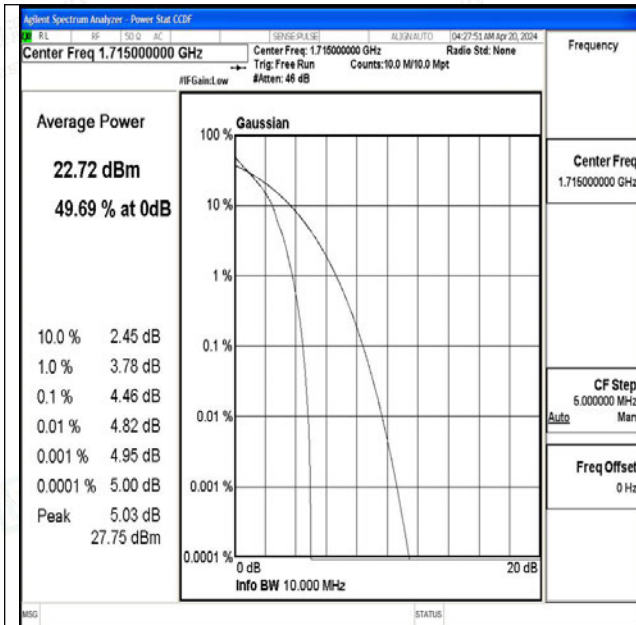 Agilent Spectrum Analyzer - Power Stat CCDF
RL RF 50 Ω AC SENSE:PULSE ALIGNAUTO 04:27:51 AM Apr 20, 2024
Center Freq 1.715000000 GHz
Center Freq: 1.715000000 GHz Radio Std: None
Trig: Free Run Counts:10.0 M/10.0 Mpt
#IFGain:Low #Atten: 46 dB
Frequency
Average Power
22.72 dBm
49.69 % at 0dB
10.0 % 2.45 dB
1.0 % 3.78 dB
0.1 % 4.46 dB
0.01 % 4.82 dB
0.001 % 4.95 dB
0.0001 % 5.00 dB
Peak 5.03 dB
27.75 dBm
Gaussian
100 %
10 %
1 %
0.1 %
0.01 %
0.001 %
0.0001 %
0 dB 20 dB
Info BW 10.000 MHz
Center Freq
1.715000000 GHz
CF Step
5.000000 MHz
Auto Man
Freq Offset
0 Hz
MSG STATUS